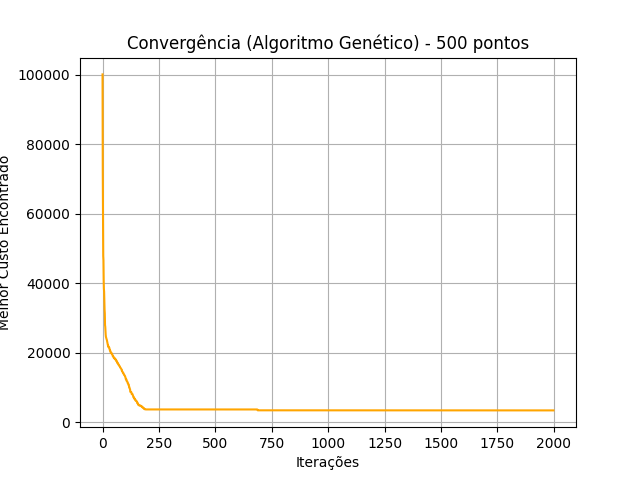 Convergência (Algoritmo Genético) - 500 pontos
Melhor Custo Encontrado
100000
80000
60000
40000
20000
0
0 250 500 750 1000 1250 1500 1750 2000
Iterações